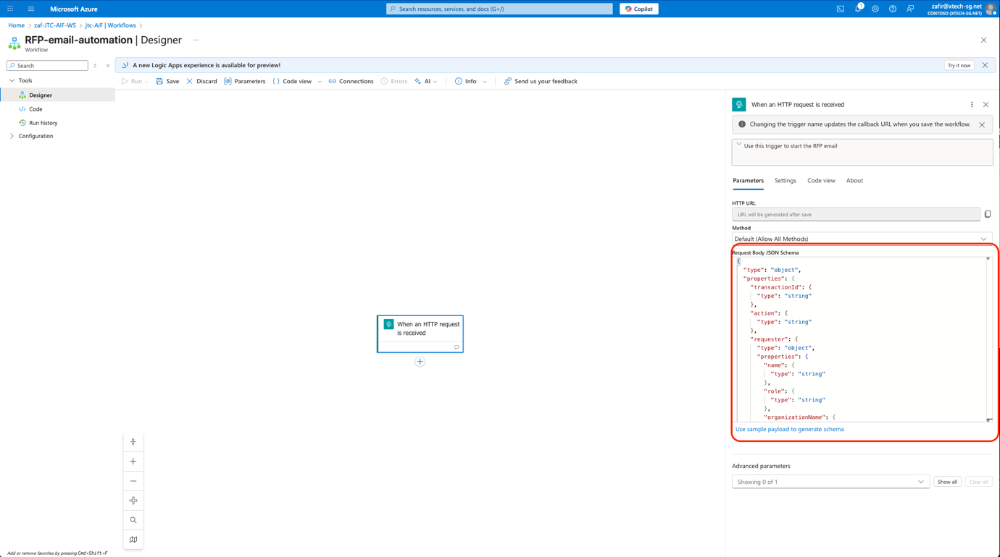 Microsoft Azure
Search resources, services, and docs (G+/)
Copilot
1
zafir@xtech-sg.net
CONTOSO (XTECH-SG.NET)
Home > zaf-JTC-AIF-WS > jtc-AIF | Workflows >
RFP-email-automation | Designer ...
Workflow
Search
A new Logic Apps experience is available for preview!
Try it now
Tools
Designer
Code
Run history
Configuration
Run
Save
Discard
Parameters
Code view
Connections
Errors
AI
Info
Send us your feedback
When an HTTP request
is received
When an HTTP request is received
Changing the trigger name updates the callback URL when you save the workflow.
Use this trigger to start the RFP email
Parameters
Settings
Code view
About
HTTP URL
URL will be generated after save
Method
Default (Allow All Methods)
Request Body JSON Schema
{
"type": "object",
"properties": {
"transactionId": {
"type": "string"
},
"action": {
"type": "string"
},
"requester": {
"type": "object",
"properties": {
"name": {
"type": "string"
},
"role": {
"type": "string"
},
"organizationName": {
Use sample payload to generate schema
Advanced parameters
Showing 0 of 1
Show all
Clear all
Add or remove favorites by pressing Cmd+Shift+F